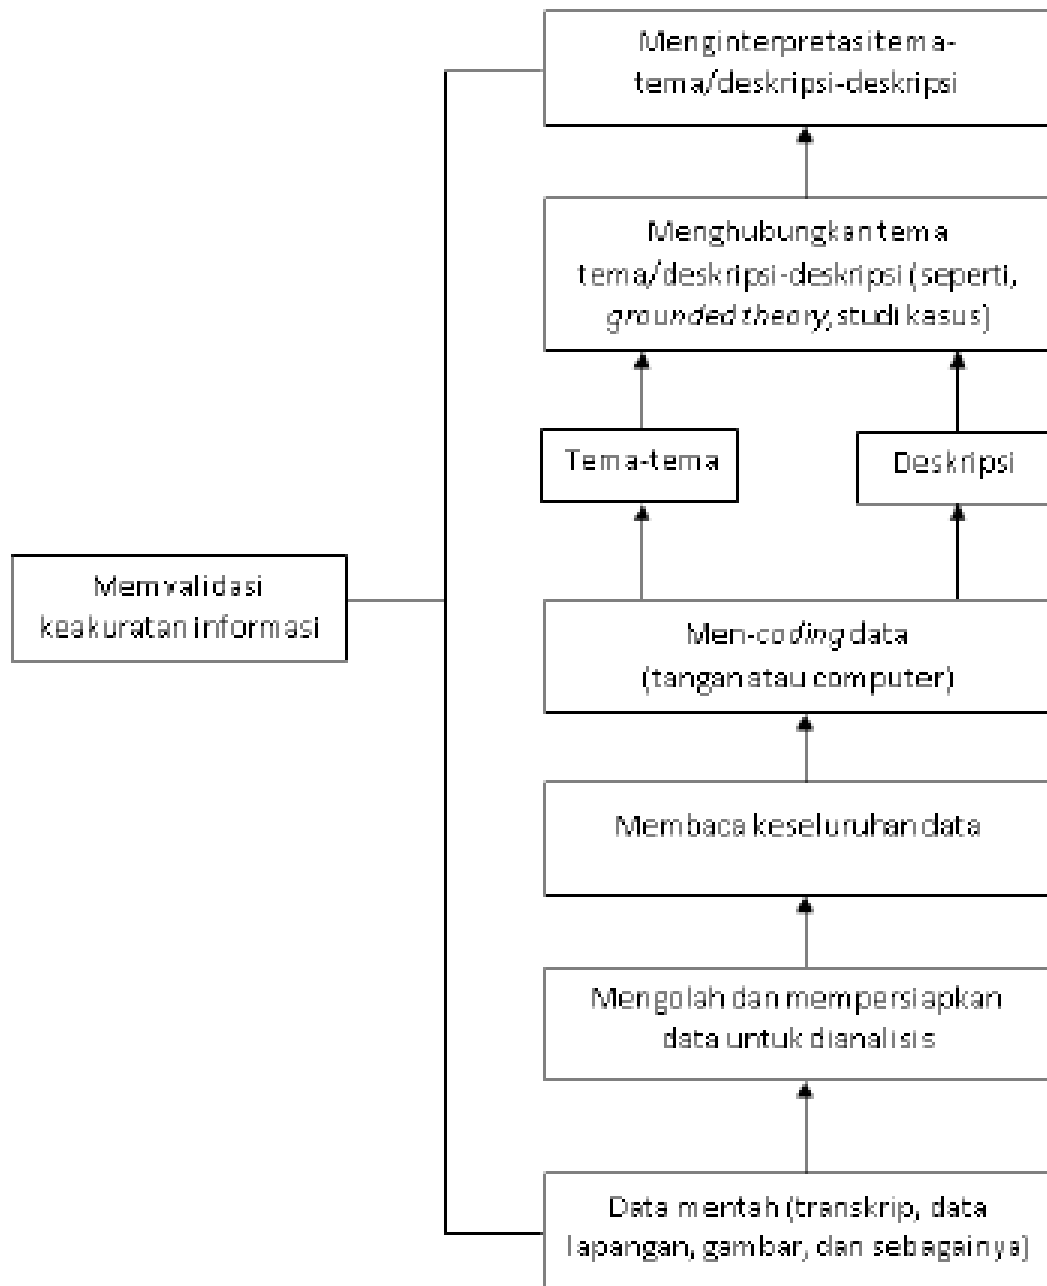 Menginterpretasi tema-
tema/deskripsi-deskripsi
Menghubungkan tema
tema/deskripsi-deskripsi (seperti,
grounded theory, studi kasus)
Tema-tema
Deskripsi
Memvalidasi
keakuratan informasi
Men-coding data
(tangan atau computer)
Membaca keseluruhan data
Mengolah dan mempersiapkan
data untuk dianalisis
Data mentah (transkrip, data
lapangan, gambar, dan sebagainya)